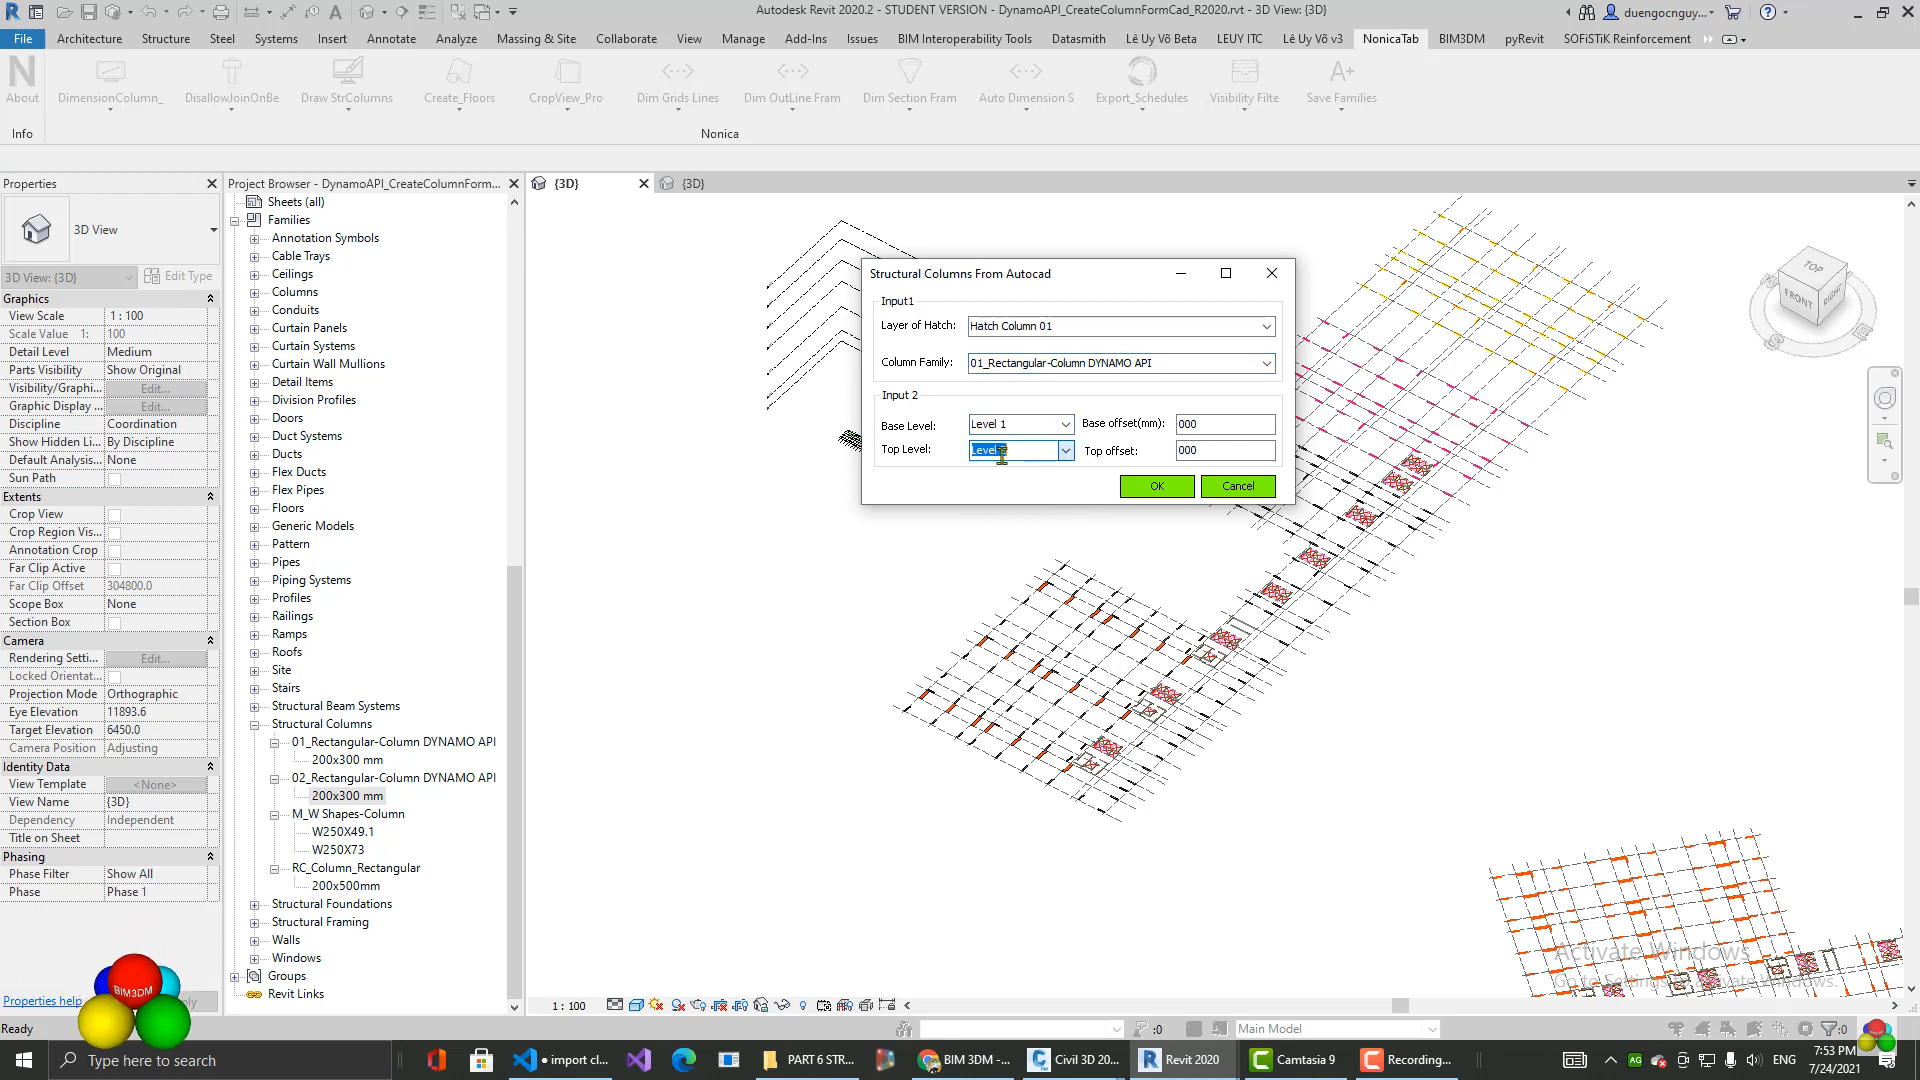 Autodesk Revit 2020.2 - STUDENT VERSION - DynamoAPI_CreateColumnFormCad_R2020.rvt - 3D View: {3D}
duengocnguy...
File Architecture Structure Steel Systems Insert Annotate Analyze Massing & Site Collaborate View Manage Add-Ins Issues BIM Interoperability Tools Datasmith Lê Uy Võ Beta LEUY ITC Lê Uy Võ v3 NonicaTab BIM3DM pyRevit SOFiSTiK Reinforcement
About DimensionColumn_ DisallowJoinOnBe Draw StrColumns Create_Floors CropView_Pro Dim Grids Lines Dim OutLine Fram Dim Section Fram Auto Dimension S Export_Schedules Visibility Filte Save Families
Info Nonica
Properties
3D View
3D View: {3D} Edit Type
Graphics
View Scale 1 : 100
Scale Value 1: 100
Detail Level Medium
Parts Visibility Show Original
Visibility/Graphi... Edit...
Graphic Display ... Edit...
Discipline Coordination
Show Hidden Li... By Discipline
Default Analysis... None
Sun Path
Extents
Crop View
Crop Region Vis...
Annotation Crop
Far Clip Active
Far Clip Offset 304800.0
Scope Box None
Section Box
Camera
Rendering Setti... Edit...
Locked Orientat...
Projection Mode Orthographic
Eye Elevation 11893.6
Target Elevation 6450.0
Camera Position Adjusting
Identity Data
View Template <None>
View Name {3D}
Dependency Independent
Title on Sheet
Phasing
Phase Filter Show All
Phase Phase 1
Properties help
BIM3DM
Project Browser - DynamoAPI_CreateColumnForm...
Sheets (all)
Families
Annotation Symbols
Cable Trays
Ceilings
Columns
Conduits
Curtain Panels
Curtain Systems
Curtain Wall Mullions
Detail Items
Division Profiles
Doors
Duct Systems
Ducts
Flex Ducts
Flex Pipes
Floors
Generic Models
Pattern
Pipes
Piping Systems
Profiles
Railings
Ramps
Roofs
Site
Stairs
Structural Beam Systems
Structural Columns
01_Rectangular-Column DYNAMO API
200x300 mm
02_Rectangular-Column DYNAMO API
200x300 mm
M_W Shapes-Column
W250X49.1
W250X73
RC_Column_Rectangular
200x500mm
Structural Foundations
Structural Framing
Walls
Windows
Groups
Revit Links
{3D} {3D}
Structural Columns From Autocad
Input1
Layer of Hatch: Hatch Column 01
Column Family: 01_Rectangular-Column DYNAMO API
Input 2
Base Level: Level 1 Base offset(mm): 000
Top Level: Level Top offset: 000
OK Cancel
TOP
FRONT
RIGHT
S
E
Activate Windows
Go to Settings to activate Windows.
1 : 100
Ready
:0 Main Model :0
Type here to search
import cl... PART 6 STR... BIM 3DM -... Civil 3D 20... Revit 2020 Camtasia 9 Recording...
ENG
7:53 PM
7/24/2021